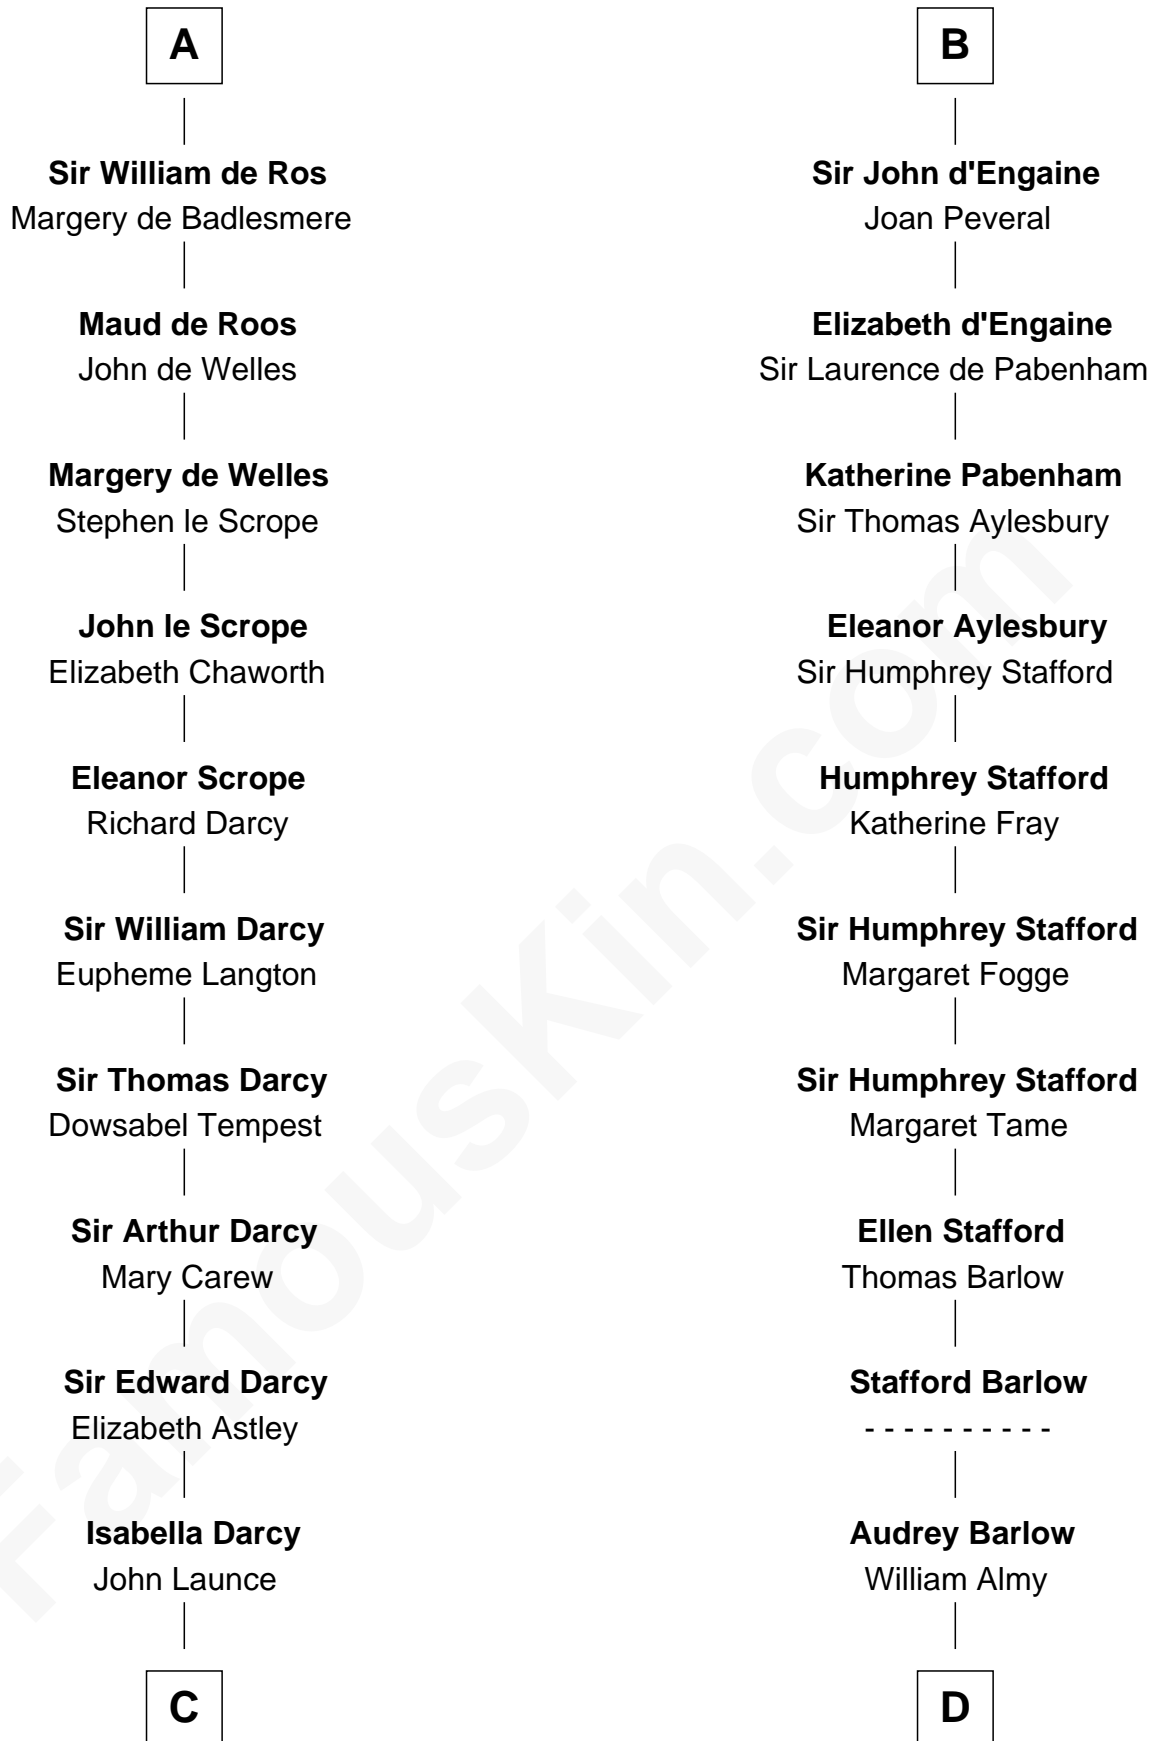 A
Sir William de Ros
Margery de Badlesmere
Maud de Roos
John de Welles
Margery de Welles
Stephen le Scrope
John le Scrope
Elizabeth Chaworth
Eleanor Scrope
Richard Darcy
Sir William Darcy
Eupheme Langton
Sir Thomas Darcy
Dowsabel Tempest
Sir Arthur Darcy
Mary Carew
Sir Edward Darcy
Elizabeth Astley
Isabella Darcy
John Launce
C
B
Sir John d'Engaine
Joan Peveral
Elizabeth d'Engaine
Sir Laurence de Pabenham
Katherine Pabenham
Sir Thomas Aylesbury
Eleanor Aylesbury
Sir Humphrey Stafford
Humphrey Stafford
Katherine Fray
Sir Humphrey Stafford
Margaret Fogge
Sir Humphrey Stafford
Margaret Tame
Ellen Stafford
Thomas Barlow
Stafford Barlow
- - - - - - - - - -
Audrey Barlow
William Almy
D
FamousKin.com